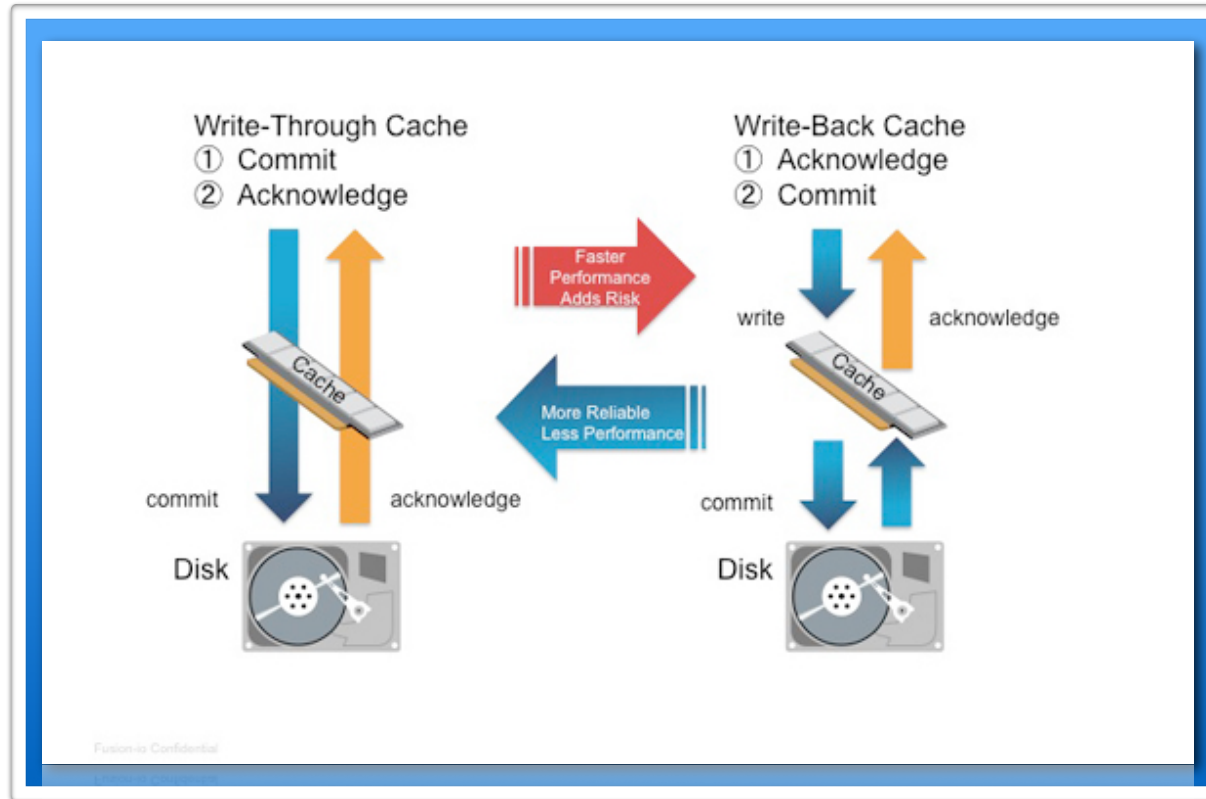 Write-Through Cache
① Commit
② Acknowledge
Write-Back Cache
① Acknowledge
② Commit
Faster
Performance
Adds Risk
write
acknowledge
Cache
Cache
More Reliable
Less Performance
commit
acknowledge
commit
Disk
Disk
Fusion-io Confidential